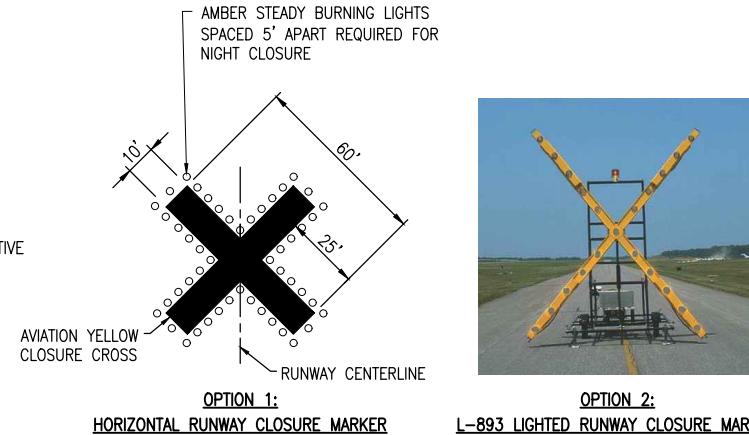 AMBER STEADY BURNING LIGHTS
SPACED 5' APART REQUIRED FOR
NIGHT CLOSURE
10'
60'
25'
TIVE
AVIATION YELLOW
CLOSURE CROSS
RUNWAY CENTERLINE
OPTION 1:
HORIZONTAL RUNWAY CLOSURE MARKER
OPTION 2:
L-893 LIGHTED RUNWAY CLOSURE MAR